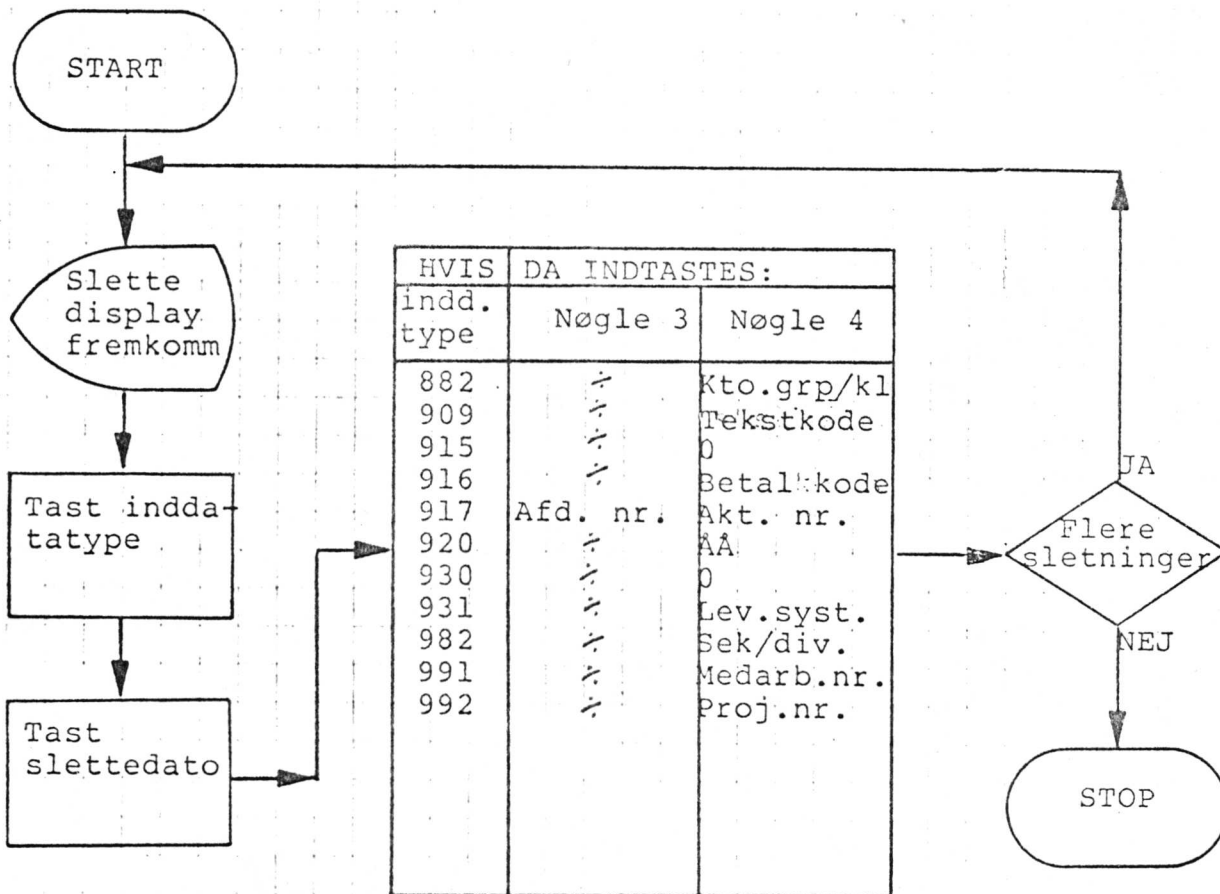 START
Slette
display
fremkomm
Tast indda-
tatype
Tast
slettedato
HVIS DA INDTASTES:
indd.
type
Nøgle 3 Nøgle 4
882 ÷ Kto.grp/kl
909 ÷ Tekstkode
915 ÷ 0
916 ÷ Betal.kode
917 Afd. nr. Akt. nr.
920 ÷ ÅÅ
930 ÷ 0
931 ÷ Lev.syst.
982 ÷ Sek/div.
991 ÷ Medarb.nr.
992 ÷ Proj.nr.
JA
Flere
sletninger
NEJ
STOP